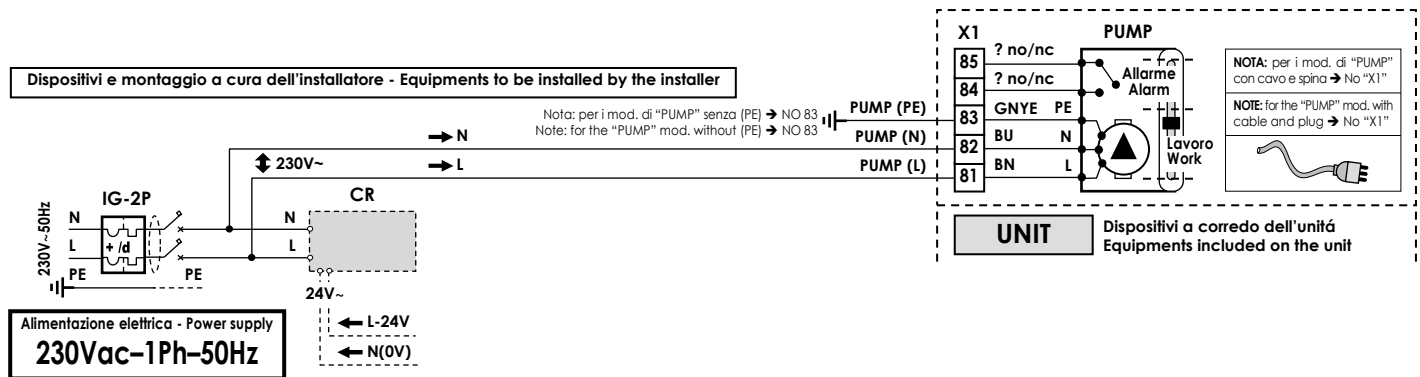 Dispositivi e montaggio a cura dell'installatore - Equipments to be installed by the installer
Nota: per i mod. di "PUMP" senza (PE) ➔ NO 83
Note: for the "PUMP" mod. without (PE) ➔ NO 83
PUMP (PE)
PUMP (N)
PUMP (L)
X1
PUMP
85
? no/nc
84
? no/nc
83
GNYE
PE
82
BU
N
81
BN
L
Allarme
Alarm
Lavoro
Work
NOTA: per i mod. di "PUMP"
con cavo e spina ➔ No "X1"
NOTE: for the "PUMP" mod. with
cable and plug ➔ No "X1"
UNIT
Dispositivi a corredo dell'unitá
Equipments included on the unit
N
230V~
L
IG-2P
CR
230V~50Hz
N
L
PE
+ /d
PE
N
L
24V~
L-24V
N(0V)
Alimentazione elettrica - Power supply
230Vac–1Ph–50Hz